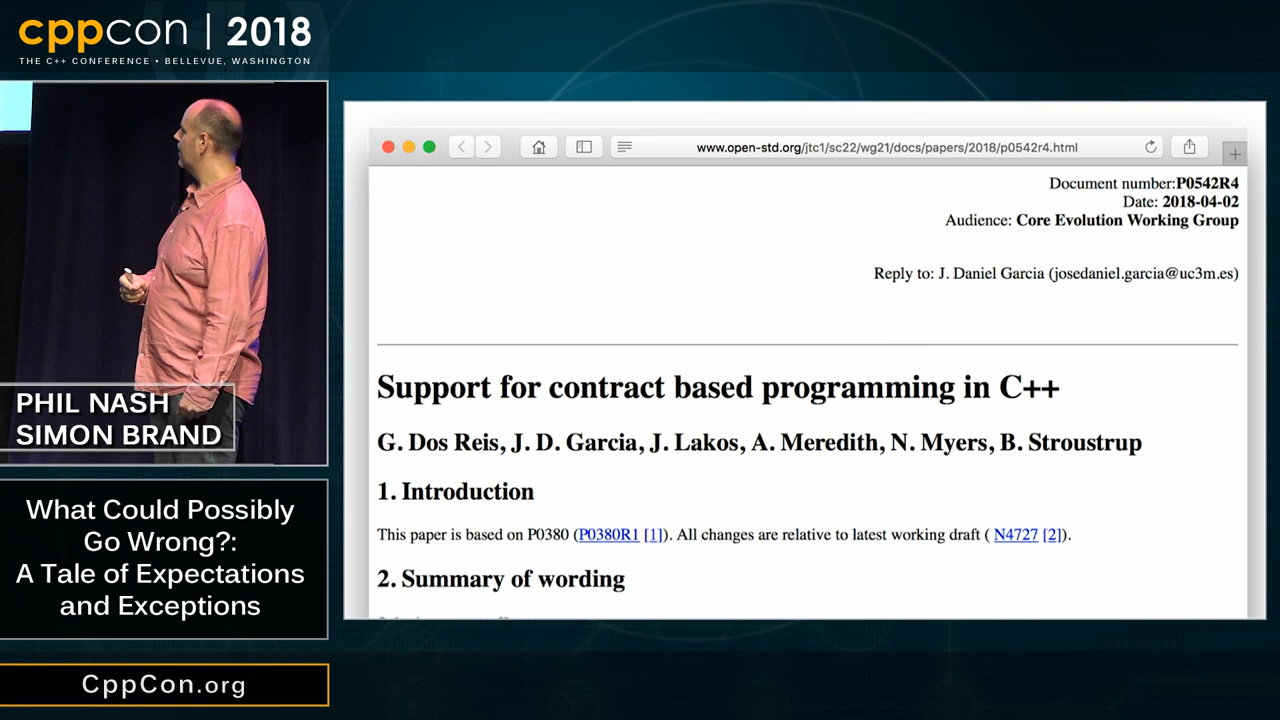 cppcon | 2018
THE C++ CONFERENCE • BELLEVUE, WASHINGTON
PHIL NASH
SIMON BRAND
What Could Possibly
Go Wrong?:
A Tale of Expectations
and Exceptions
CppCon.org
www.open-std.org/jtc1/sc22/wg21/docs/papers/2018/p0542r4.html
Document number:P0542R4
Date: 2018-04-02
Audience: Core Evolution Working Group
Reply to: J. Daniel Garcia (josedaniel.garcia@uc3m.es)
Support for contract based programming in C++
G. Dos Reis, J. D. Garcia, J. Lakos, A. Meredith, N. Myers, B. Stroustrup
1. Introduction
This paper is based on P0380 (P0380R1 [1]). All changes are relative to latest working draft ( N4727 [2]).
2. Summary of wording